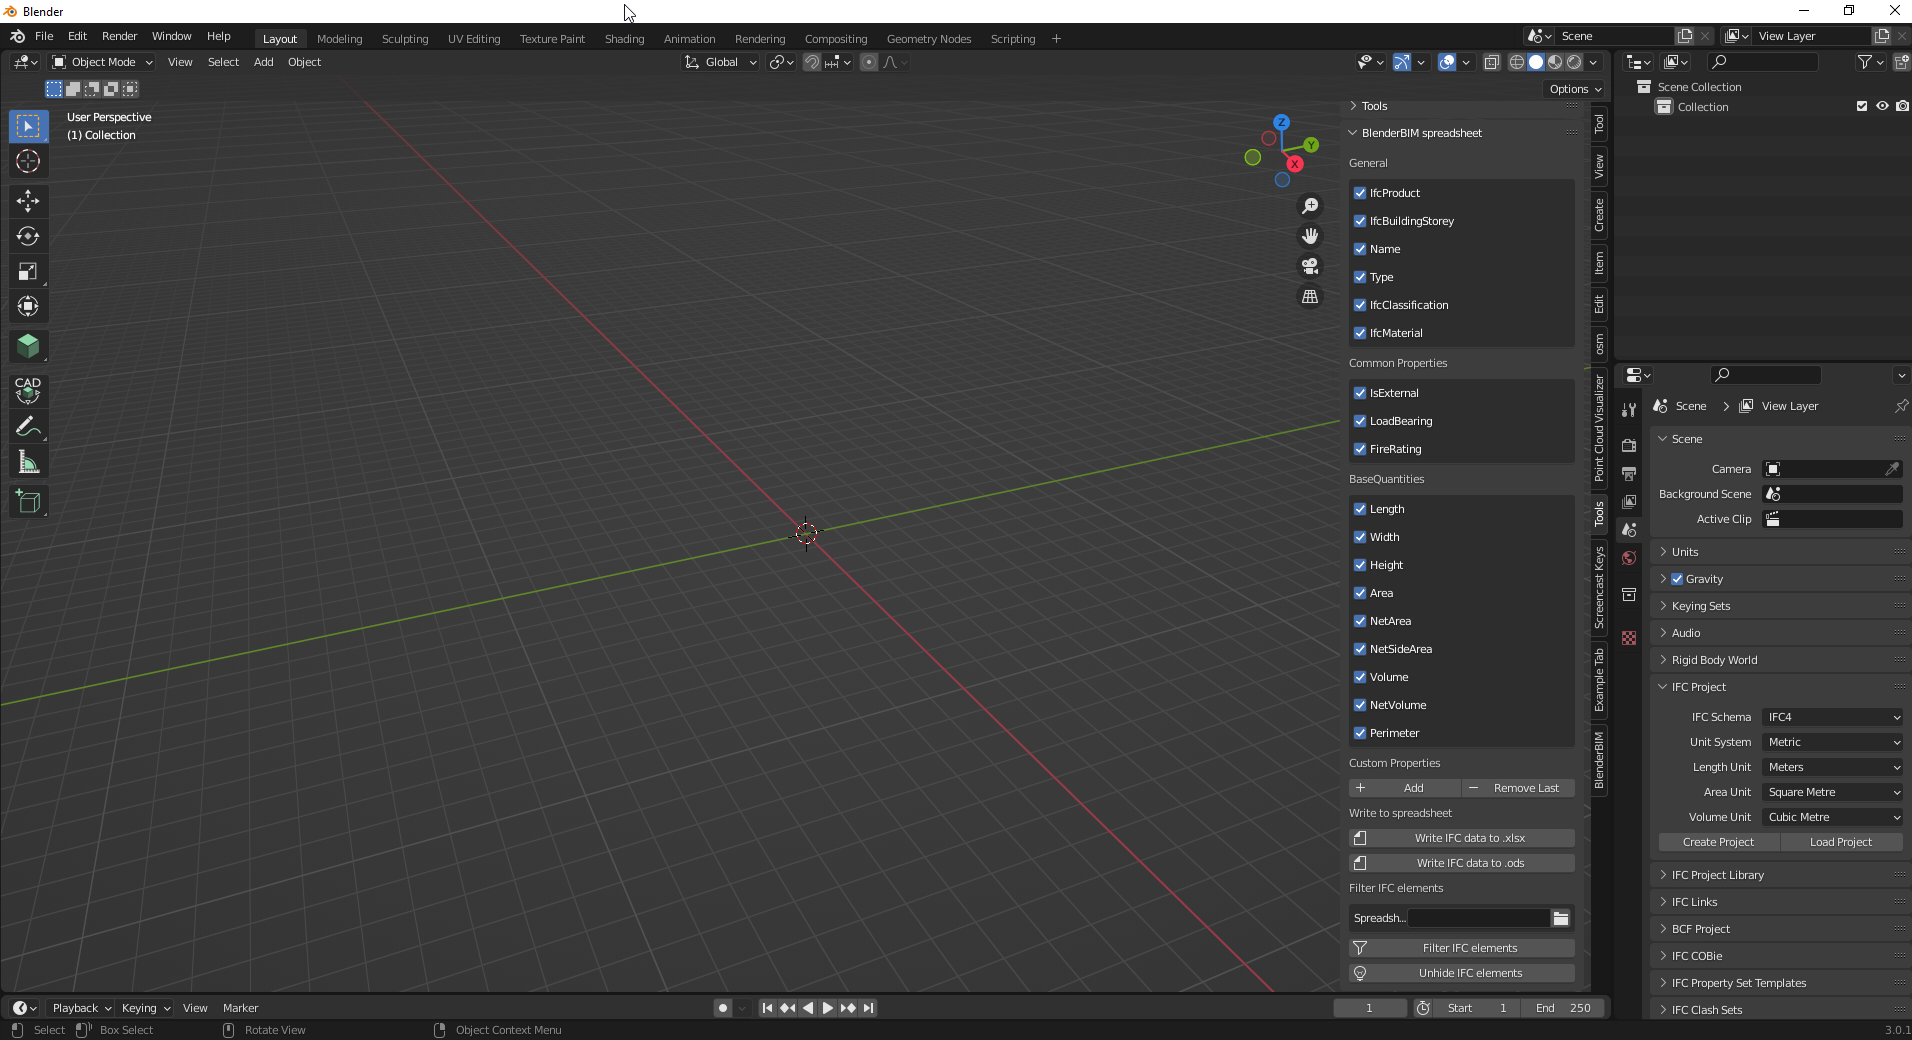 Blender
File Edit Render Window Help Layout Modeling Sculpting UV Editing Texture Paint Shading Animation Rendering Compositing Geometry Nodes Scripting + Scene View Layer
Object Mode View Select Add Object Global
Options
User Perspective
(1) Collection
CAD
Z
Y
X
Tools
BlenderBIM spreadsheet
General
IfcProduct
IfcBuildingStorey
Name
Type
IfcClassification
IfcMaterial
Common Properties
IsExternal
LoadBearing
FireRating
BaseQuantities
Length
Width
Height
Area
NetArea
NetSideArea
Volume
NetVolume
Perimeter
Custom Properties
Add Remove Last
Write to spreadsheet
Write IFC data to .xlsx
Write IFC data to .ods
Filter IFC elements
Spreadsh...
Filter IFC elements
Unhide IFC elements
Tool
View
Create
Item
Edit
osm
Point Cloud Visualizer
Tools
Screencast Keys
Example Tab
BlenderBIM
Scene Collection
Collection
Scene View Layer
Scene
Camera
Background Scene
Active Clip
Units
Gravity
Keying Sets
Audio
Rigid Body World
IFC Project
IFC Schema IFC4
Unit System Metric
Length Unit Meters
Area Unit Square Metre
Volume Unit Cubic Metre
Create Project Load Project
IFC Project Library
IFC Links
BCF Project
IFC COBie
IFC Property Set Templates
IFC Clash Sets
Playback Keying View Marker 1 Start 1 End 250
Select Box Select Rotate View Object Context Menu 3.0.1